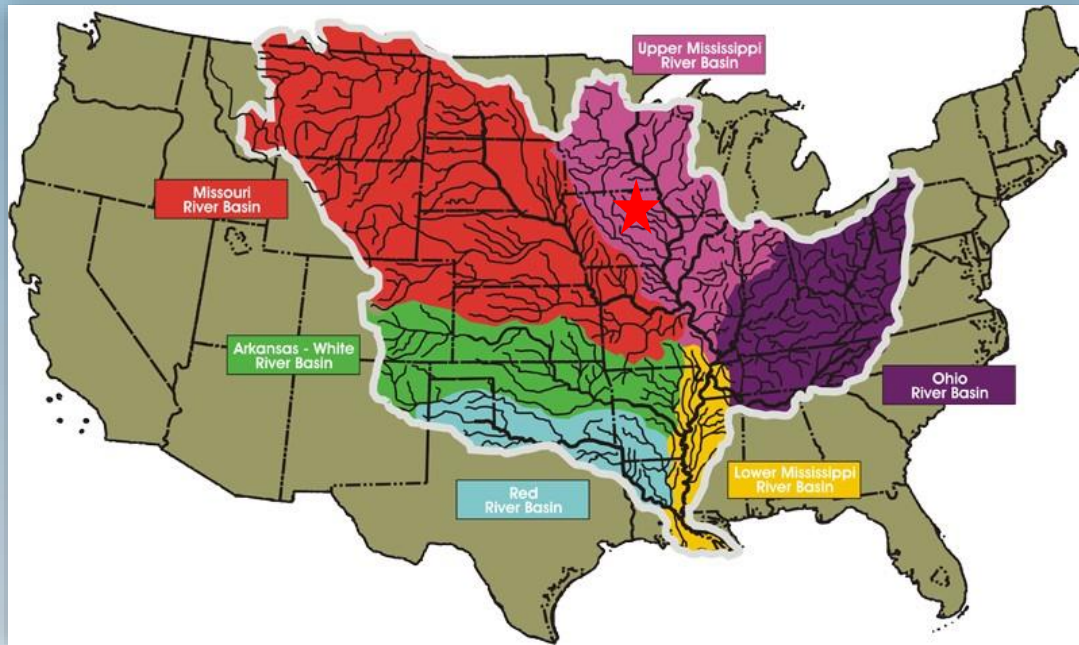 Upper Mississippi
River Basin
Missouri
River Basin
Arkansas - White
River Basin
Ohio
River Basin
Lower Mississippi
River Basin
Red
River Basin